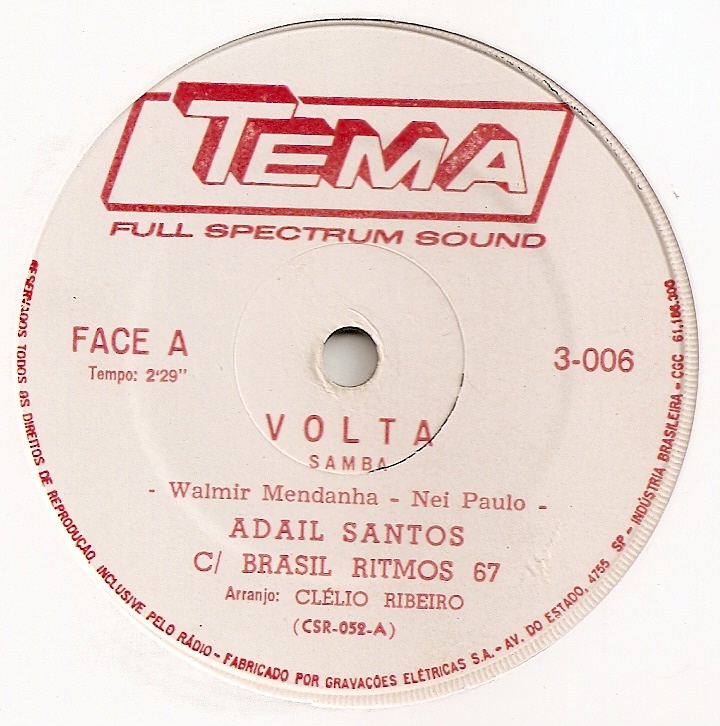 TEMA
FULL SPECTRUM SOUND
FACE A
Tempo: 2'29"
3-006
VOLTA
SAMBA
- Walmir Mendanha - Nei Paulo -
ADAIL SANTOS
C/ BRASIL RITMOS 67
Arranjo: CLÉLIO RIBEIRO
(CSR-052-A)
RESERVADOS TODOS OS DIREITOS DE REPRODUÇÃO, INCLUSIVE PELO RÁDIO - FABRICADO POR GRAVAÇÕES ELÉTRICAS S.A. - AV. DO ESTADO, 4755 SP - INDÚSTRIA BRASILEIRA - CGC 61,186,300